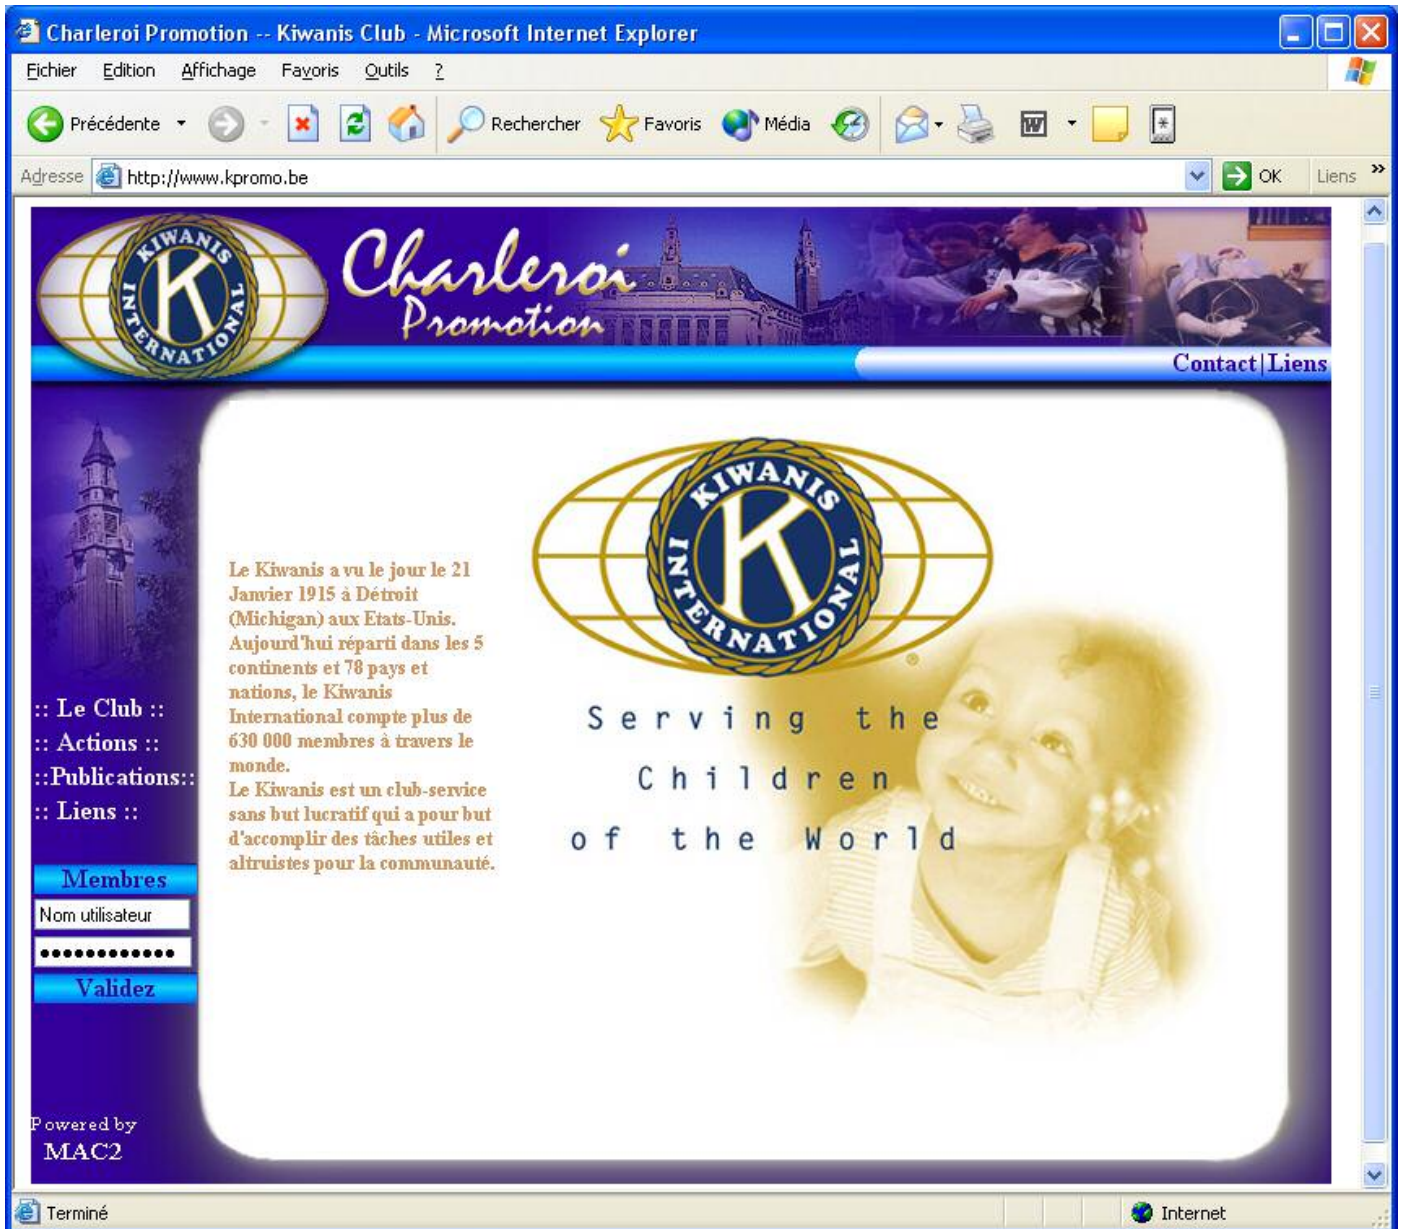 Charleroi Promotion -- Kiwanis Club - Microsoft Internet Explorer
Fichier Edition Affichage Favoris Outils ?
Précédente Rechercher Favoris Média
Adresse http://www.kpromo.be OK Liens
KIWANIS
K
INTERNATIONAL
Charleroi
Promotion
Contact|Liens
KIWANIS
K
INTERNATIONAL
®
Le Kiwanis a vu le jour le 21
Janvier 1915 à Détroit
(Michigan) aux Etats-Unis.
Aujourd'hui réparti dans les 5
continents et 78 pays et
nations, le Kiwanis
International compte plus de
630 000 membres à travers le
monde.
Le Kiwanis est un club-service
sans but lucratif qui a pour but
d'accomplir des tâches utiles et
altruistes pour la communauté.
Serving the
Children
of the World
:: Le Club ::
:: Actions ::
::Publications::
:: Liens ::
Membres
Nom utilisateur
••••••••••••
Validez
Powered by
MAC2
Terminé Internet